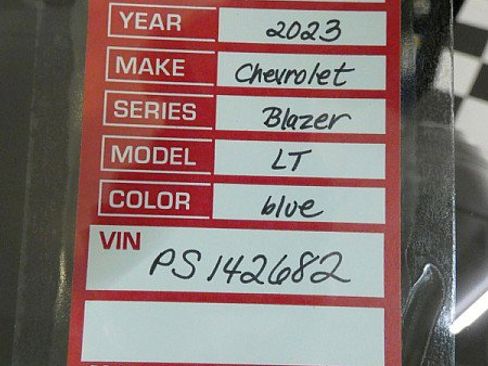 YEAR 2023
MAKE Chevrolet
SERIES Blazer
MODEL LT
COLOR blue
VIN
PS142682